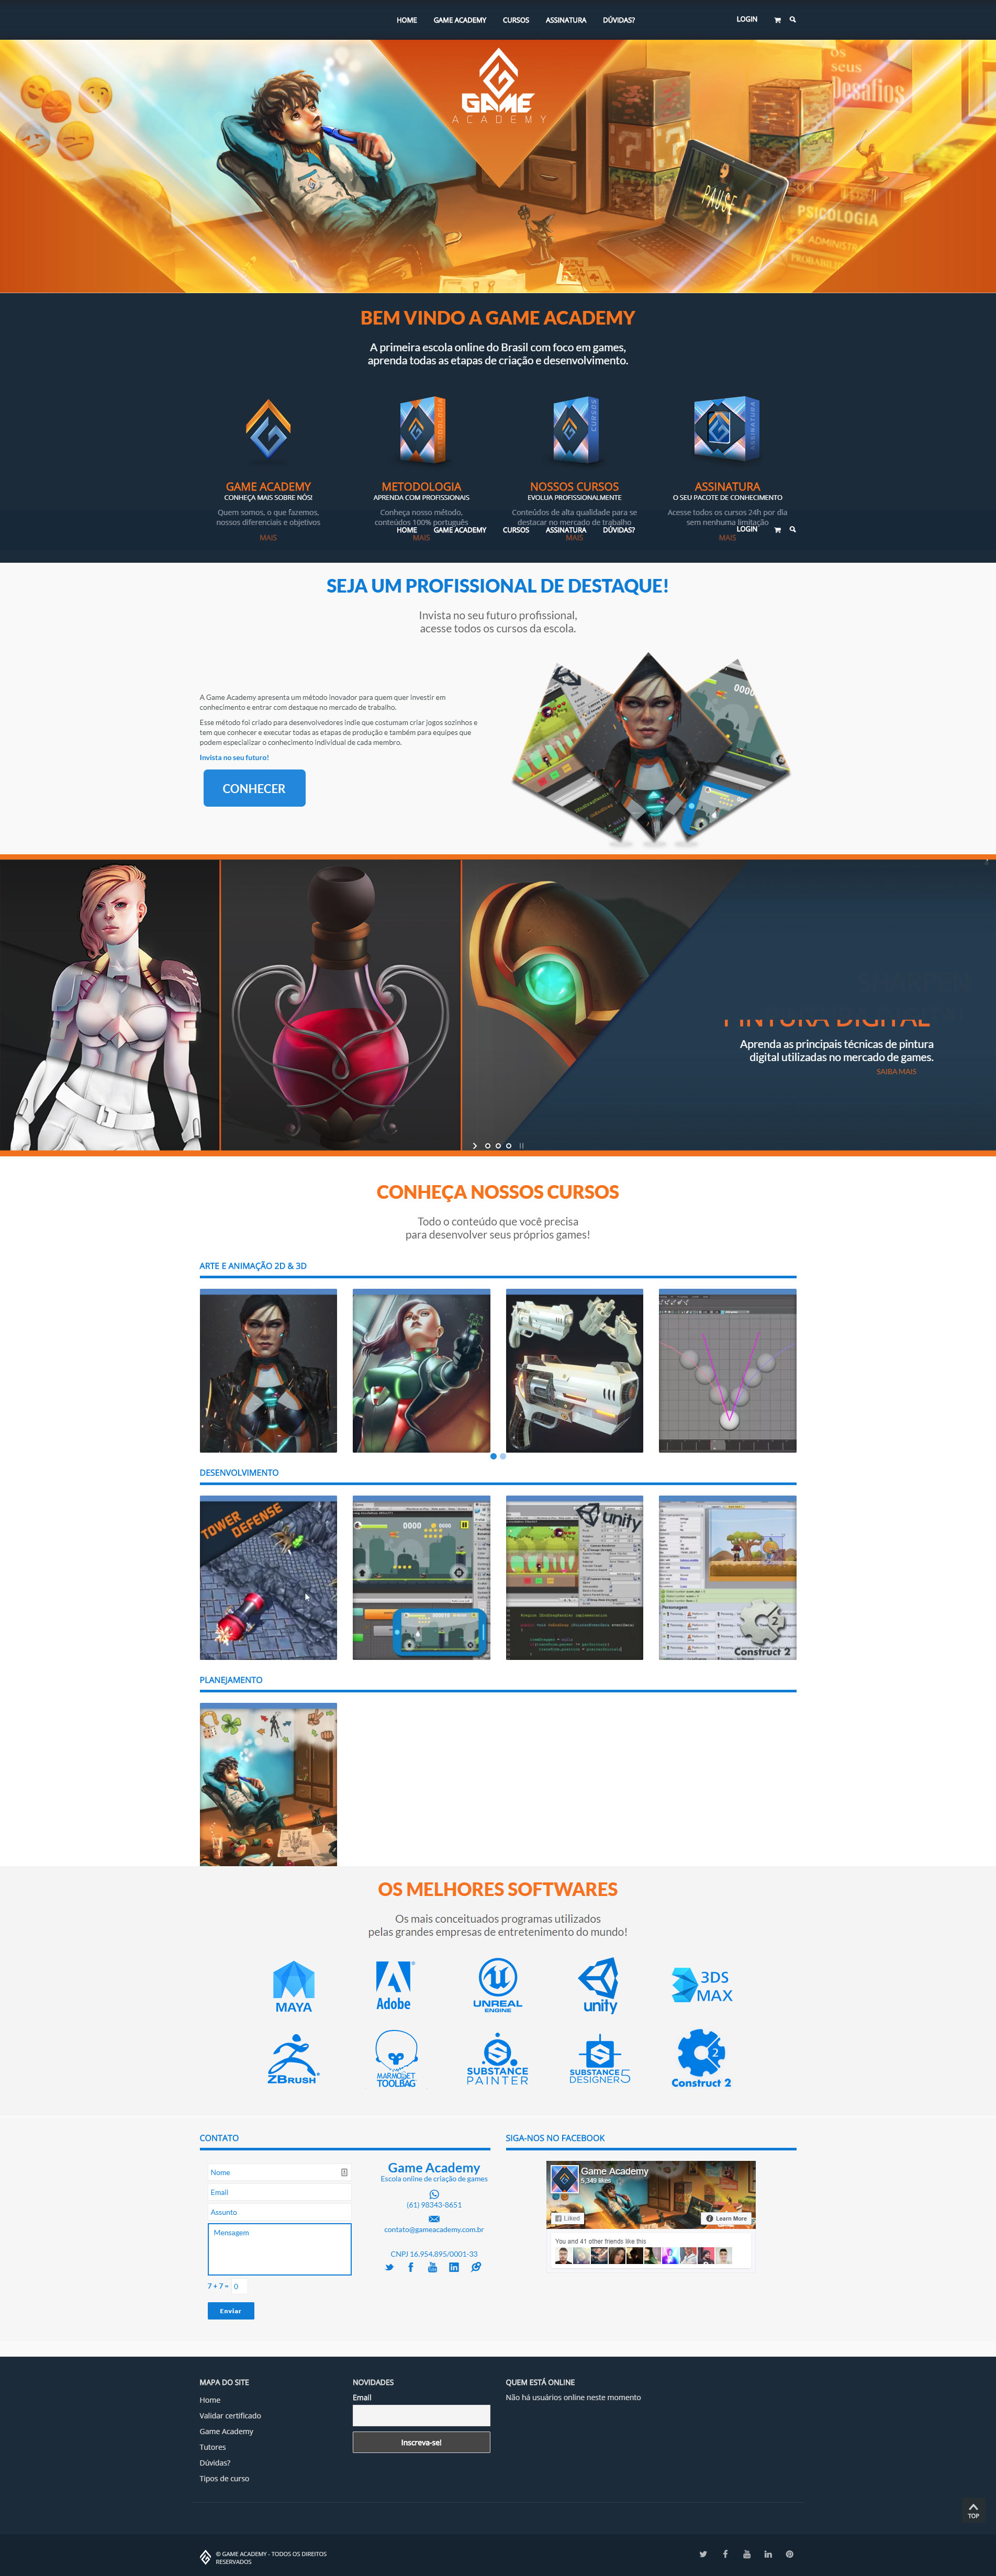 HOME GAME ACADEMY CURSOS ASSINATURA DÚVIDAS? LOGIN
os seus
Desafios
GAME
ACADEMY
PAUSE
PSICOLOGIA
BEM VINDO A GAME ACADEMY
A primeira escola online do Brasil com foco em games,
aprenda todas as etapas de criação e desenvolvimento.
METODOLOGIA
CURSOS
ASSINATURA
GAME ACADEMY
CONHEÇA MAIS SOBRE NÓS!
Quem somos, o que fazemos,
nossos diferenciais e objetivos
MAIS
METODOLOGIA
APRENDA COM PROFISSIONAIS
Conheça nosso método,
conteúdos 100% português
MAIS
NOSSOS CURSOS
EVOLUA PROFISSIONALMENTE
Conteúdos de alta qualidade para se
destacar no mercado de trabalho
MAIS
ASSINATURA
O SEU PACOTE DE CONHECIMENTO
Acesse todos os cursos 24h por dia
sem nenhuma limitação
MAIS
HOME GAME ACADEMY CURSOS ASSINATURA DÚVIDAS? LOGIN
SEJA UM PROFISSIONAL DE DESTAQUE!
Invista no seu futuro profissional,
acesse todos os cursos da escola.
A Game Academy apresenta um método inovador para quem quer investir em
conhecimento e entrar com destaque no mercado de trabalho.
Esse método foi criado para desenvolvedores indie que costumam criar jogos sozinhos e
tem que conhecer e executar todas as etapas de produção e também para equipes que
podem especializar o conhecimento individual de cada membro.
Invista no seu futuro!
CONHECER
PINTURA DIGITAL
Aprenda as principais técnicas de pintura
digital utilizadas no mercado de games.
SAIBA MAIS
CONHEÇA NOSSOS CURSOS
Todo o conteúdo que você precisa
para desenvolver seus próprios games!
ARTE E ANIMAÇÃO 2D & 3D
DESENVOLVIMENTO
TOWER
DEFENSE
0000 0000
unity
Construct 2
PLANEJAMENTO
OS MELHORES SOFTWARES
Os mais conceituados programas utilizados
pelas grandes empresas de entretenimento do mundo!
MAYA
Adobe
UNREAL
ENGINE
unity
3DS
MAX
ZBRUSH
MARMOSET
TOOLBAG
SUBSTANCE
PAINTER
SUBSTANCE
DESIGNER 5
Construct 2
CONTATO
Nome
Email
Assunto
Mensagem
7 + 7 = 0
Enviar
Game Academy
Escola online de criação de games
(61) 98343-8651
contato@gameacademy.com.br
CNPJ 16.954.895/0001-33
SIGA-NOS NO FACEBOOK
Game Academy
5,349 likes
Liked
Learn More
You and 41 other friends like this
MAPA DO SITE
Home
Validar certificado
Game Academy
Tutores
Dúvidas?
Tipos de curso
NOVIDADES
Email
Inscreva-se!
QUEM ESTÁ ONLINE
Não há usuários online neste momento
TOP
© GAME ACADEMY - TODOS OS DIREITOS
RESERVADOS